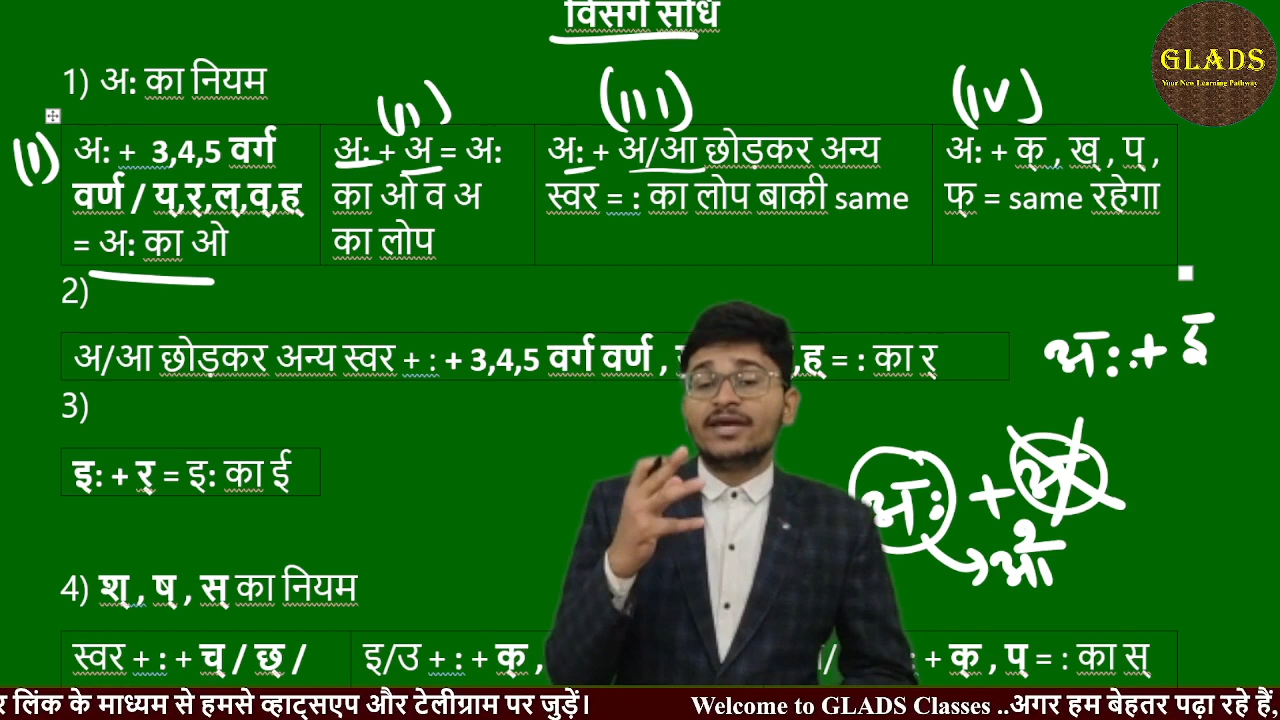 विसर्ग संधि
GLADS
Your New Learning Pathway
1) अः का नियम
(I)
(II)
(III)
(IV)
अः + 3,4,5 वर्ग
वर्ण / य्,र्,ल्,व्,ह्
= अः का ओ
अः + अ = अः
का ओ व अ
का लोप
अः + अ/आ छोड़कर अन्य
स्वर = : का लोप बाकी same
अः + क् , ख् , प् ,
फ् = same रहेगा
2)
अ/आ छोड़कर अन्य स्वर + : + 3,4,5 वर्ग वर्ण , ,ह् = : का र्
अः + ई
3)
इः + र् = इः का ई
अः + अ
ओ
4) श् , ष् , स् का नियम
स्वर + : + च् / छ् /
इ/उ + : + क् ,
/ : + क् , प् = : का स्
लिंक के माध्यम से हमसे व्हाट्सएप और टेलीग्राम पर जुड़ें। Welcome to GLADS Classes ..अगर हम बेहतर पढ़ा रहे हैं,